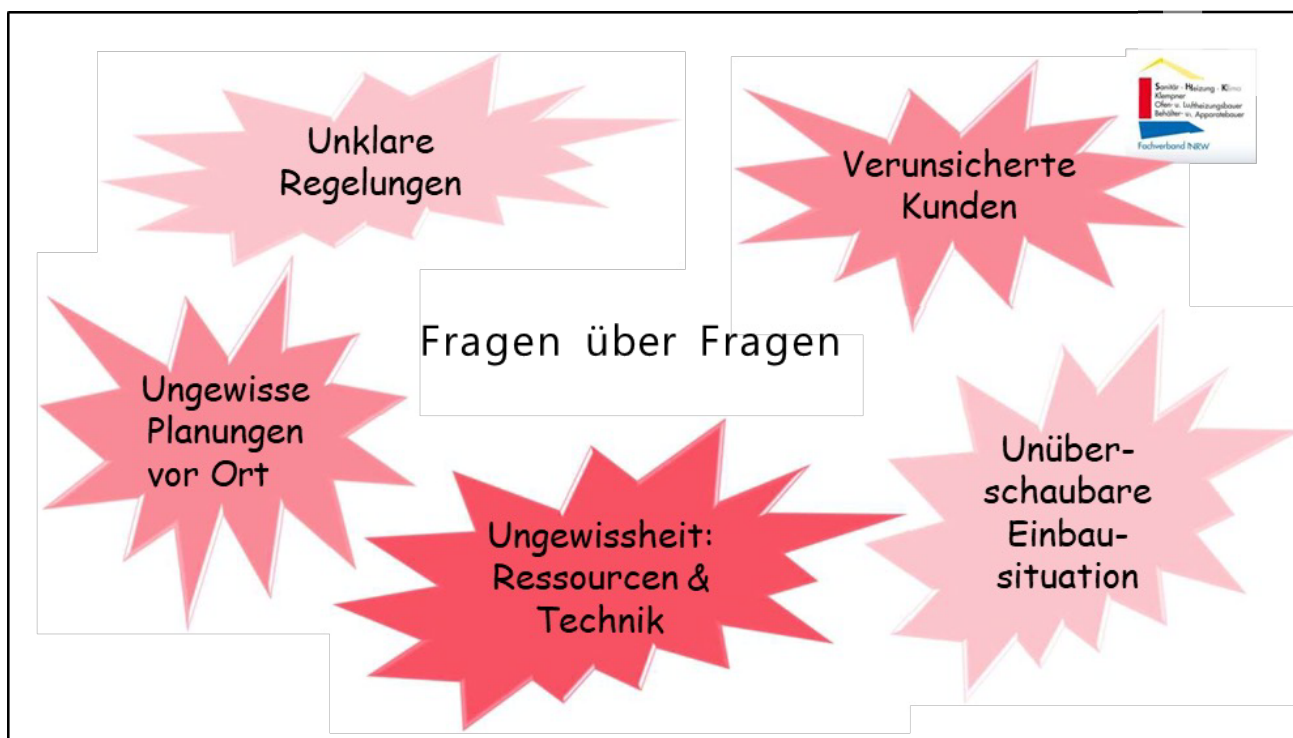 Unklare
Regelungen
Verunsicherte
Kunden
Sanitär · Heizung · Klima
Klempner
Ofen- u. Luftheizungsbauer
Behälter- u. Apparatebauer
Fachverband NRW
Fragen über Fragen
Ungewisse
Planungen
vor Ort
Ungewissheit:
Ressourcen &
Technik
Unüber-
schaubare
Einbau-
situation